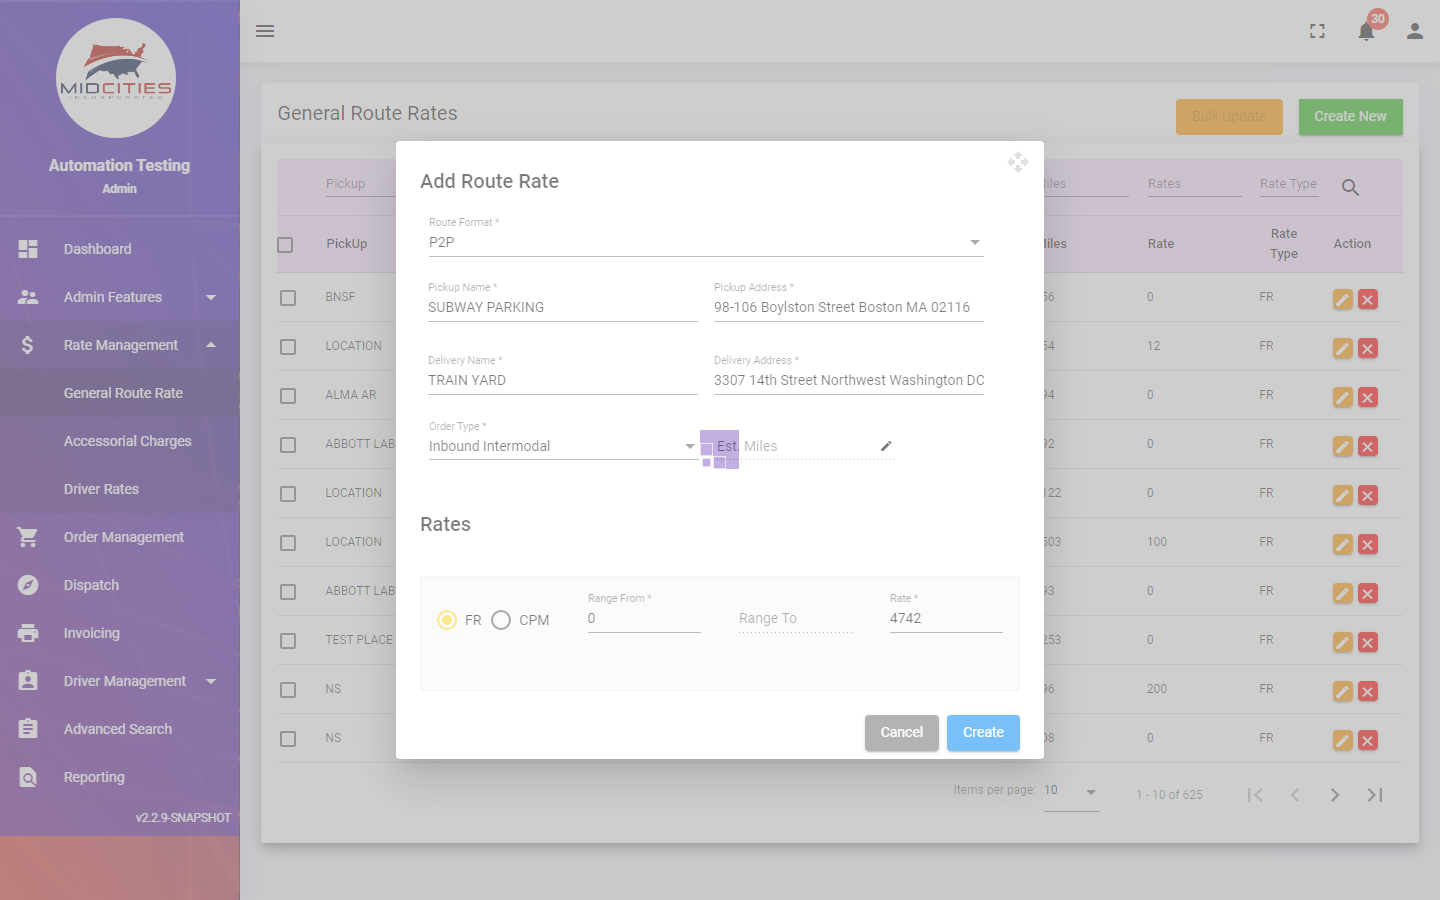 MIDCITIES
INCORPORATED
Automation Testing
Admin
Dashboard
Admin Features
Rate Management
General Route Rate
Accessorial Charges
Driver Rates
Order Management
Dispatch
Invoicing
Driver Management
Advanced Search
Reporting
v2.2.9-SNAPSHOT
30
General Route Rates
Bulk Update
Create New
Pickup
Miles
Rates
Rate Type
PickUp
Miles
Rate
Rate Type
Action
BNSF 56 0 FR
LOCATION 54 12 FR
ALMA AR 94 0 FR
ABBOTT LAB 92 0 FR
LOCATION 122 0 FR
LOCATION 503 100 FR
ABBOTT LAB 93 0 FR
TEST PLACE 253 0 FR
NS 96 200 FR
NS 08 0 FR
Items per page: 10
1 - 10 of 625
Add Route Rate
Route Format *
P2P
Pickup Name *
SUBWAY PARKING
Pickup Address *
98-106 Boylston Street Boston MA 02116
Delivery Name *
TRAIN YARD
Delivery Address *
3307 14th Street Northwest Washington DC
Order Type *
Inbound Intermodal
Est. Miles
Rates
FR
CPM
Range From *
0
Range To
Rate *
4742
Cancel
Create